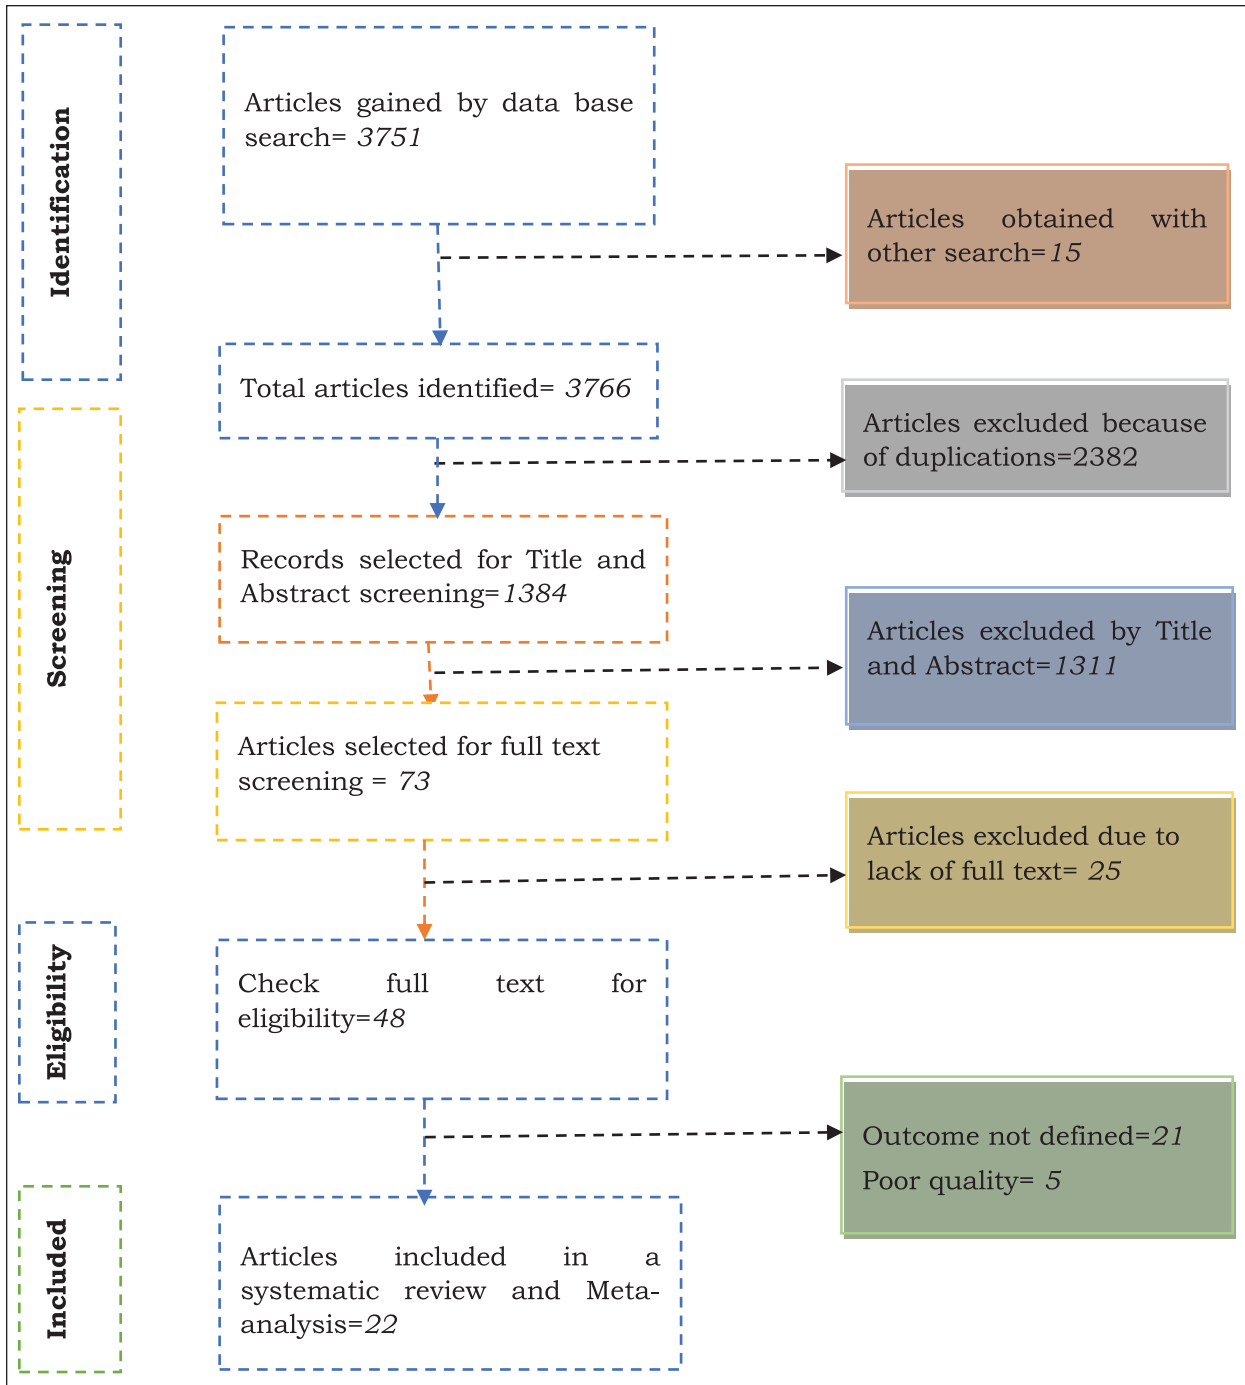 Identification
Articles gained by data base
search= 3751
Articles obtained with
other search=15
Total articles identified= 3766
Articles excluded because
of duplications=2382
Screening
Records selected for Title and
Abstract screening=1384
Articles excluded by Title
and Abstract=1311
Articles selected for full text
screening = 73
Articles excluded due to
lack of full text= 25
Eligibility
Check full text for
eligibility=48
Outcome not defined=21
Poor quality= 5
Included
Articles included in a
systematic review and Meta-
analysis=22